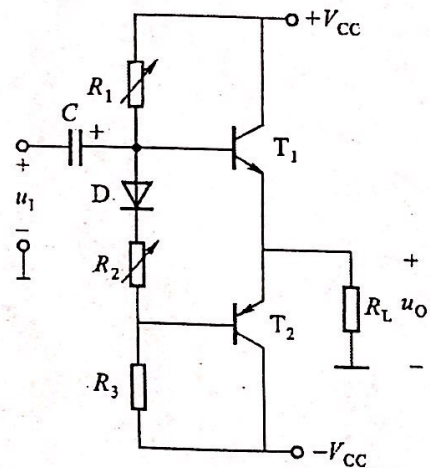 +V_CC
R_1
C
+
T_1
+
u_I
−
D
R_2
T_2
+
R_L
u_O
−
R_3
−V_CC